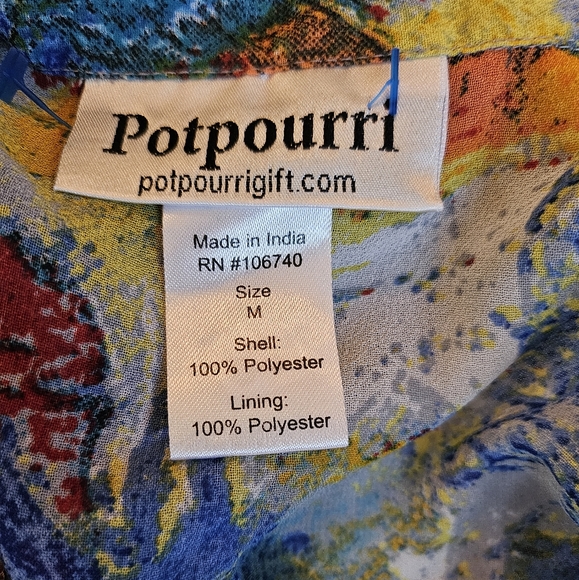 Potpourri
potpourrigift.com
Made in India
RN #106740
Size
M
Shell:
100% Polyester
Lining:
100% Polyester